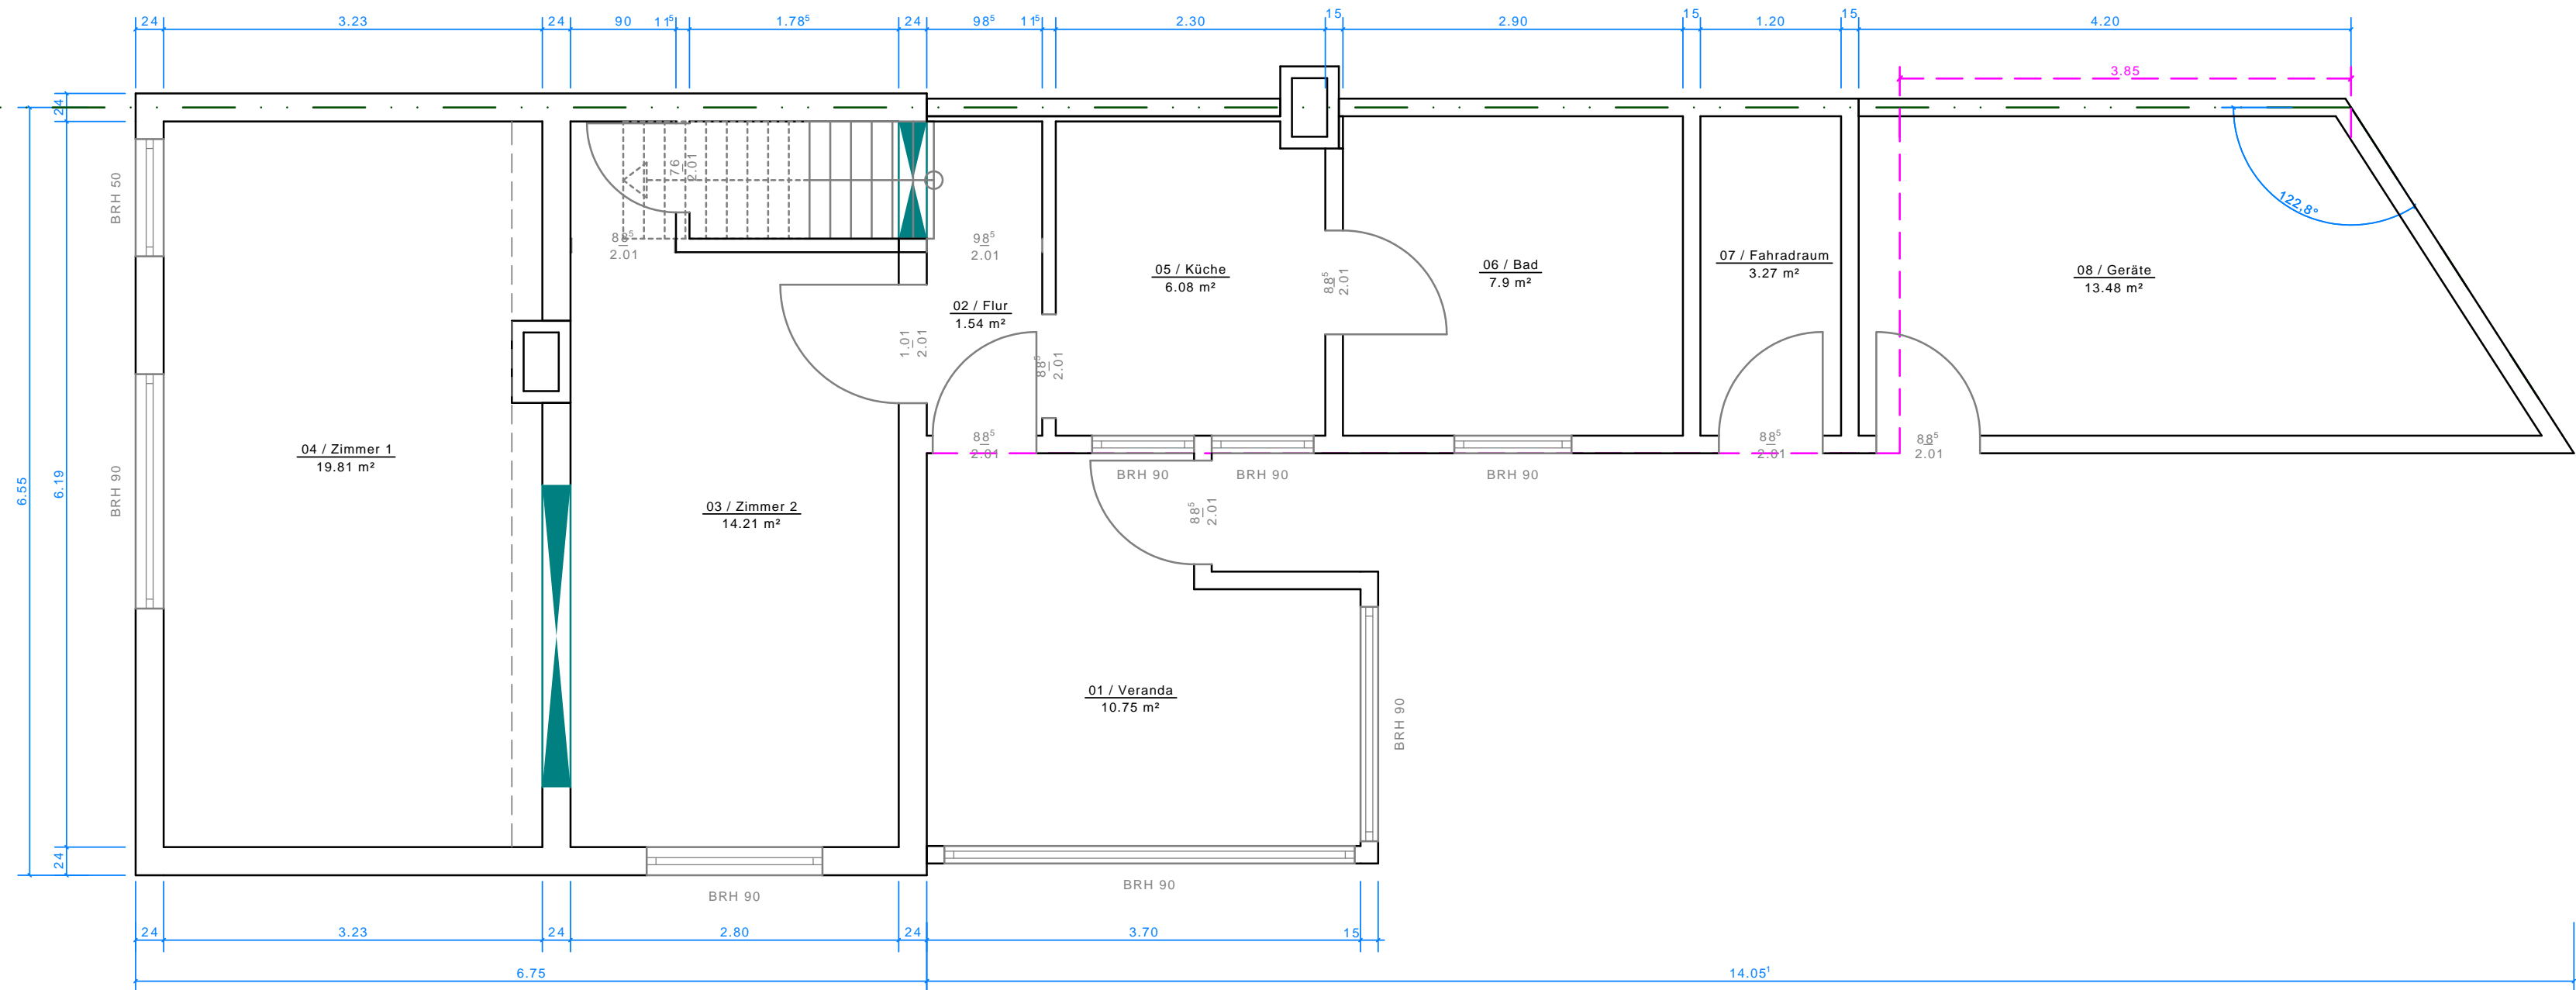 24 3.23 24 90 11⁵ 1.78⁵ 24 98⁵ 11⁵ 2.30 15 2.90 15 1.20 15 4.20
3.85
24
76
2.01
BRH 50
122.8°
88⁵
2.01
98⁵
2.01
05 / Küche
6.08 m²
88⁵
2.01
06 / Bad
7.9 m²
07 / Fahradraum
3.27 m²
08 / Geräte
13.48 m²
02 / Flur
1.54 m²
1.01
2.01
88⁵
2.01
04 / Zimmer 1
19.81 m²
88⁵
2.01
88⁵
2.01
88⁵
2.01
BRH 90
BRH 90
BRH 90
BRH 90
6.55
6.19
03 / Zimmer 2
14.21 m²
88⁵
2.01
01 / Veranda
10.75 m²
BRH 90
24
BRH 90
BRH 90
24 3.23 24 2.80 24 3.70 15
6.75 14.05¹